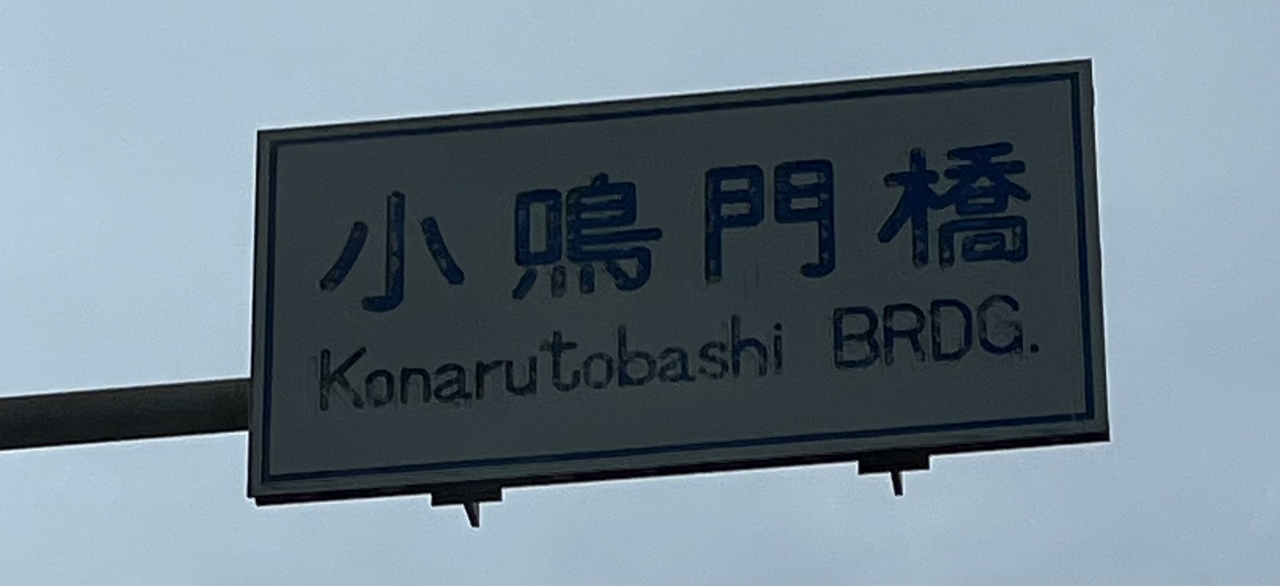 小鳴門橋
Konarutobashi BRDG.